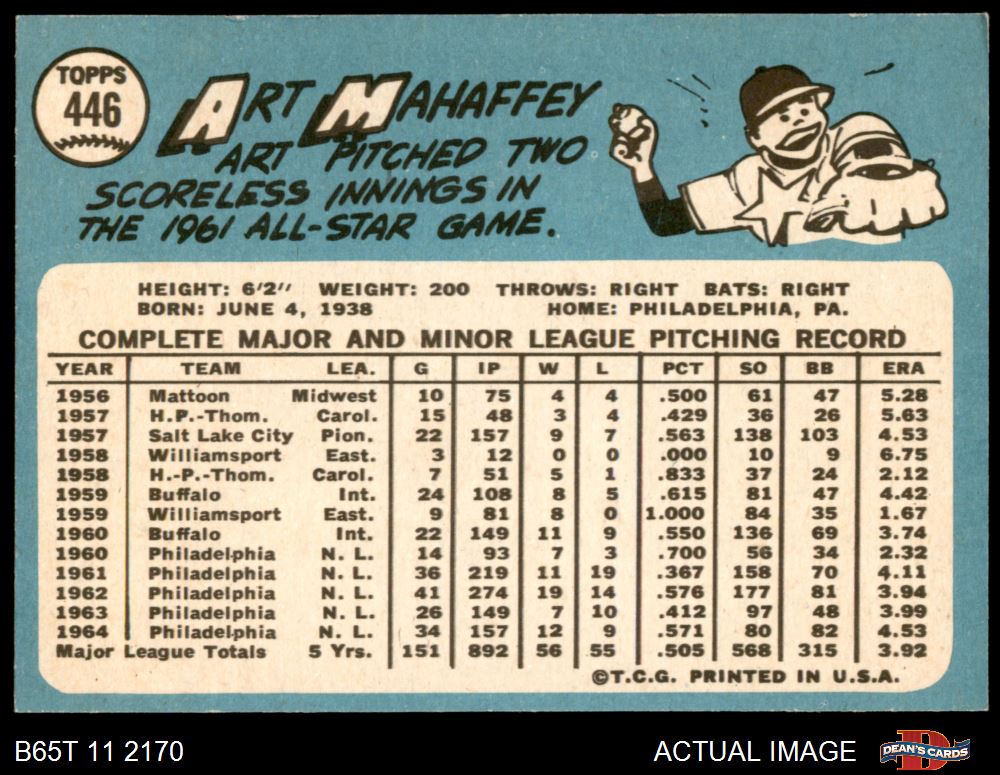 TOPPS
446
ART MAHAFFEY
ART PITCHED TWO
SCORELESS INNINGS IN
THE 1961 ALL-STAR GAME.
HEIGHT: 6'2" WEIGHT: 200 THROWS: RIGHT BATS: RIGHT
BORN: JUNE 4, 1938 HOME: PHILADELPHIA, PA.
COMPLETE MAJOR AND MINOR LEAGUE PITCHING RECORD
YEAR TEAM LEA. G IP W L PCT SO BB ERA
1956 Mattoon Midwest 10 75 4 4 .500 61 47 5.28
1957 H.P.-Thom. Carol. 15 48 3 4 .429 36 26 5.63
1957 Salt Lake City Pion. 22 157 9 7 .563 138 103 4.53
1958 Williamsport East. 3 12 0 0 .000 10 9 6.75
1958 H.-P.-Thom. Carol. 7 51 5 1 .833 37 24 2.12
1959 Buffalo Int. 24 108 8 5 .615 81 47 4.42
1959 Williamsport East. 9 81 8 0 1.000 84 35 1.67
1960 Buffalo Int. 22 149 11 9 .550 136 69 3.74
1960 Philadelphia N. L. 14 93 7 3 .700 56 34 2.32
1961 Philadelphia N. L. 36 219 11 19 .367 158 70 4.11
1962 Philadelphia N. L. 41 274 19 14 .576 177 81 3.94
1963 Philadelphia N. L. 26 149 7 10 .412 97 48 3.99
1964 Philadelphia N. L. 34 157 12 9 .571 80 82 4.53
Major League Totals 5 Yrs. 151 892 56 55 .505 568 315 3.92
©T.C.G. PRINTED IN U.S.A.
B65T 11 2170 ACTUAL IMAGE DEAN'S CARDS